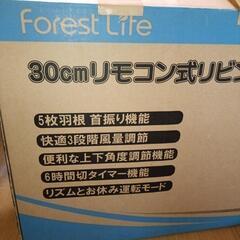 Forest Life
30cmリモコン式リビン
5枚羽根 首振り機能
快適3段階風量調節
便利な上下角度調節機能
6時間切タイマー機能
リズムとお休み運転モード